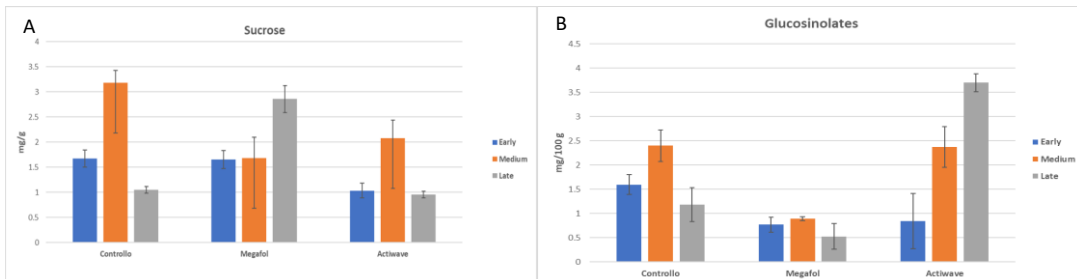 A
Sucrose
4
3.5
3
2.5
2
1.5
1
0.5
0
mg/g
Controllo
Megafol
Actiwave
Early
Medium
Late
B
Glucosinolates
4.5
4
3.5
3
2.5
2
1.5
1
0.5
0
mg/100 g
Controllo
Megafol
Actiwave
Early
Medium
Late